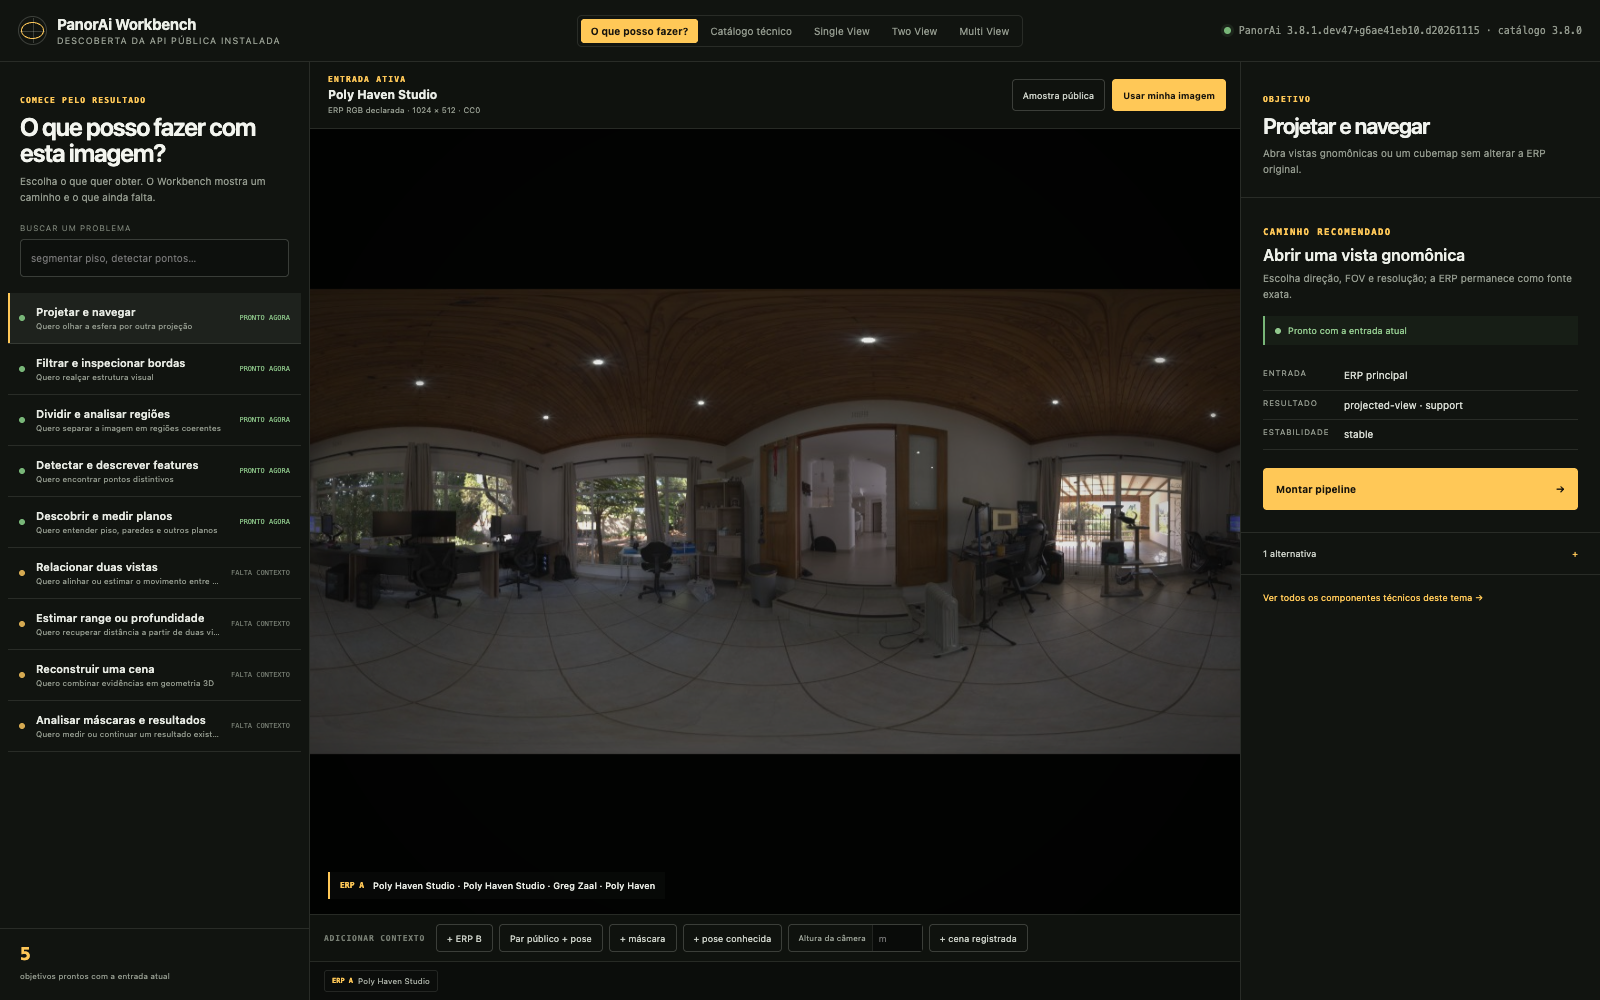 PanorAi Workbench
DESCOBERTA DA API PÚBLICA INSTALADA
O que posso fazer?
Catálogo técnico
Single View
Two View
Multi View
PanorAi 3.8.1.dev47+g6ae41eb10.d20261115 · catálogo 3.8.0
COMECE PELO RESULTADO
O que posso fazer com
esta imagem?
Escolha o que quer obter. O Workbench mostra um
caminho e o que ainda falta.
BUSCAR UM PROBLEMA
segmentar piso, detectar pontos...
Projetar e navegar
Quero olhar a esfera por outra projeção
PRONTO AGORA
Filtrar e inspecionar bordas
Quero realçar estrutura visual
PRONTO AGORA
Dividir e analisar regiões
Quero separar a imagem em regiões coerentes
PRONTO AGORA
Detectar e descrever features
Quero encontrar pontos distintivos
PRONTO AGORA
Descobrir e medir planos
Quero entender piso, paredes e outros planos
PRONTO AGORA
Relacionar duas vistas
Quero alinhar ou estimar o movimento entre ...
FALTA CONTEXTO
Estimar range ou profundidade
Quero recuperar distância a partir de duas vi...
FALTA CONTEXTO
Reconstruir uma cena
Quero combinar evidências em geometria 3D
FALTA CONTEXTO
Analisar máscaras e resultados
Quero medir ou continuar um resultado exist...
FALTA CONTEXTO
5
objetivos prontos com a entrada atual
ENTRADA ATIVA
Poly Haven Studio
ERP RGB declarada · 1024 × 512 · CC0
Amostra pública
Usar minha imagem
ERP A Poly Haven Studio · Poly Haven Studio · Greg Zaal · Poly Haven
ADICIONAR CONTEXTO
+ ERP B
Par público + pose
+ máscara
+ pose conhecida
Altura da câmera
m
+ cena registrada
ERP A Poly Haven Studio
OBJETIVO
Projetar e navegar
Abra vistas gnomônicas ou um cubemap sem alterar a ERP
original.
CAMINHO RECOMENDADO
Abrir uma vista gnomônica
Escolha direção, FOV e resolução; a ERP permanece como fonte
exata.
Pronto com a entrada atual
ENTRADA
ERP principal
RESULTADO
projected-view · support
ESTABILIDADE
stable
Montar pipeline →
1 alternativa +
Ver todos os componentes técnicos deste tema →